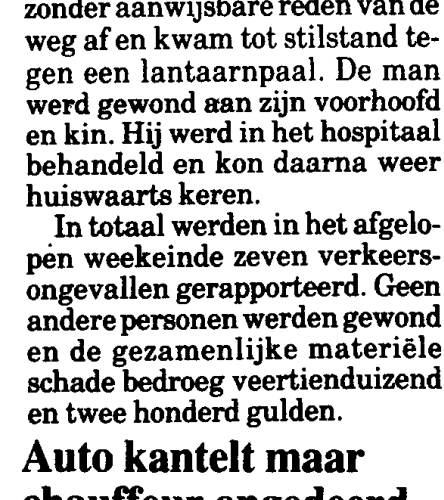 zonder aanwijsbare reden van de
weg af en kwam tot stilstand te-
gen een lantaarnpaal. De man
werd gewond aan zijn voorhoofd
en kin. Hij werd in het hospitaal
behandeld en kon daarna weer
huiswaarts keren.
In totaal werden in het afgelo-
pen weekeinde zeven verkeers-
ongevallen gerapporteerd. Geen
andere personen werden gewond
en de gezamenlijke materiële
schade bedroeg veertienduizend
en twee honderd gulden.
Auto kantelt maar
chauffeur ongedeerd